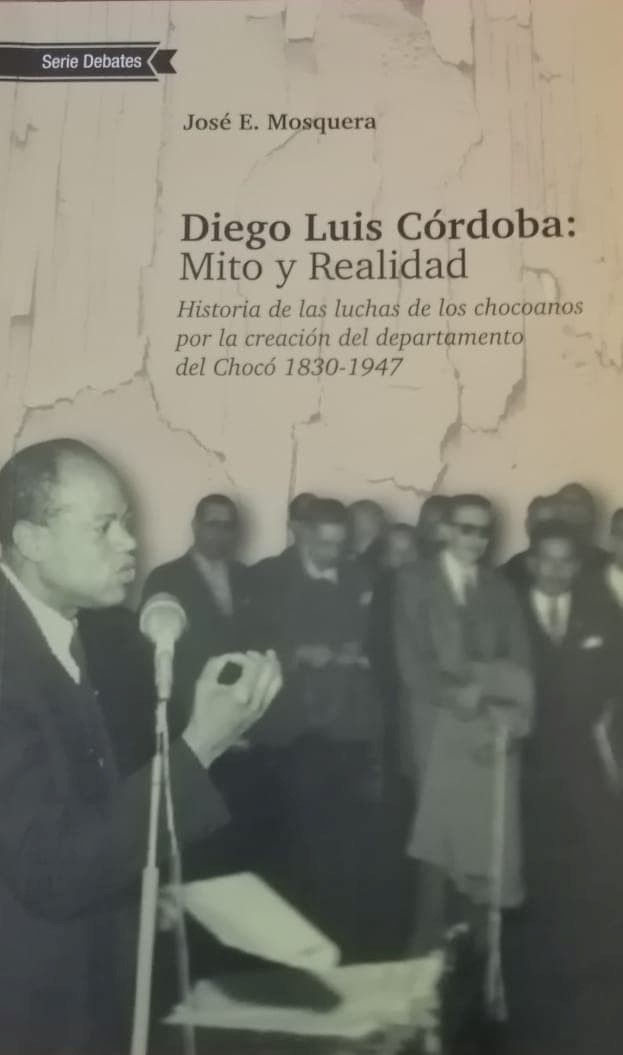 Serie Debates
José E. Mosquera
Diego Luis Córdoba:
Mito y Realidad
Historia de las luchas de los chocoanos
por la creación del departamento
del Chocó 1830-1947